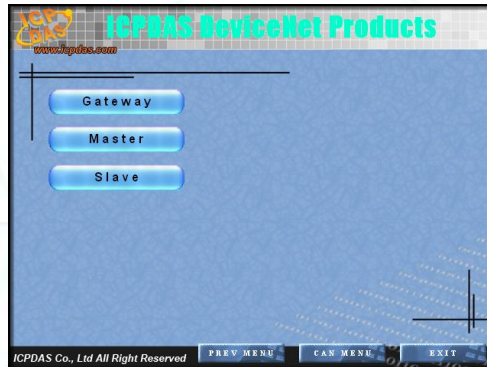 ICP DAS
ICPDAS DeviceNet Products
www.icpdas.com
Gateway
Master
Slave
ICPDAS Co., Ltd All Right Reserved
PREV MENU
CAN MENU
EXIT